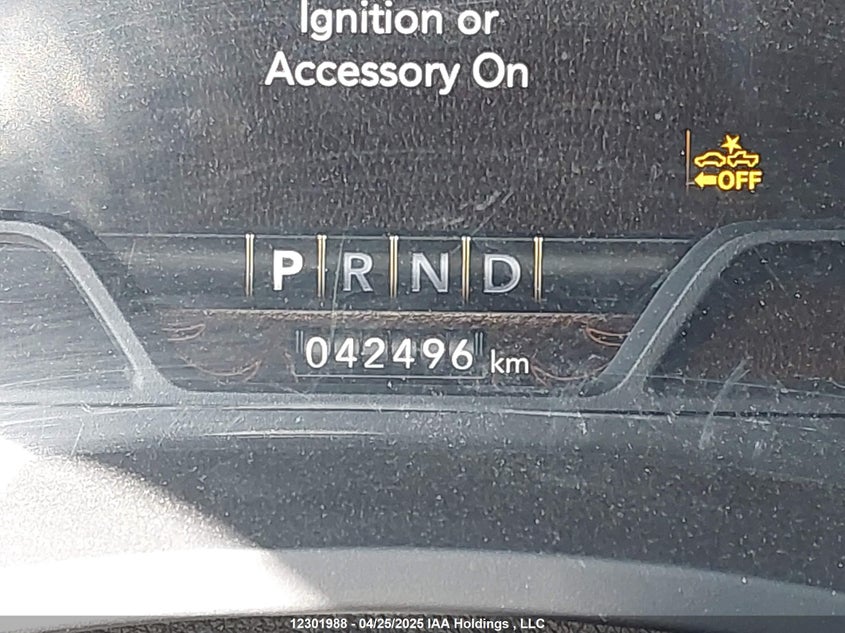 Ignition or
Accessory On
OFF
P R N D
042496 km
12301988 - 04/25/2025 IAA Holdings , LLC